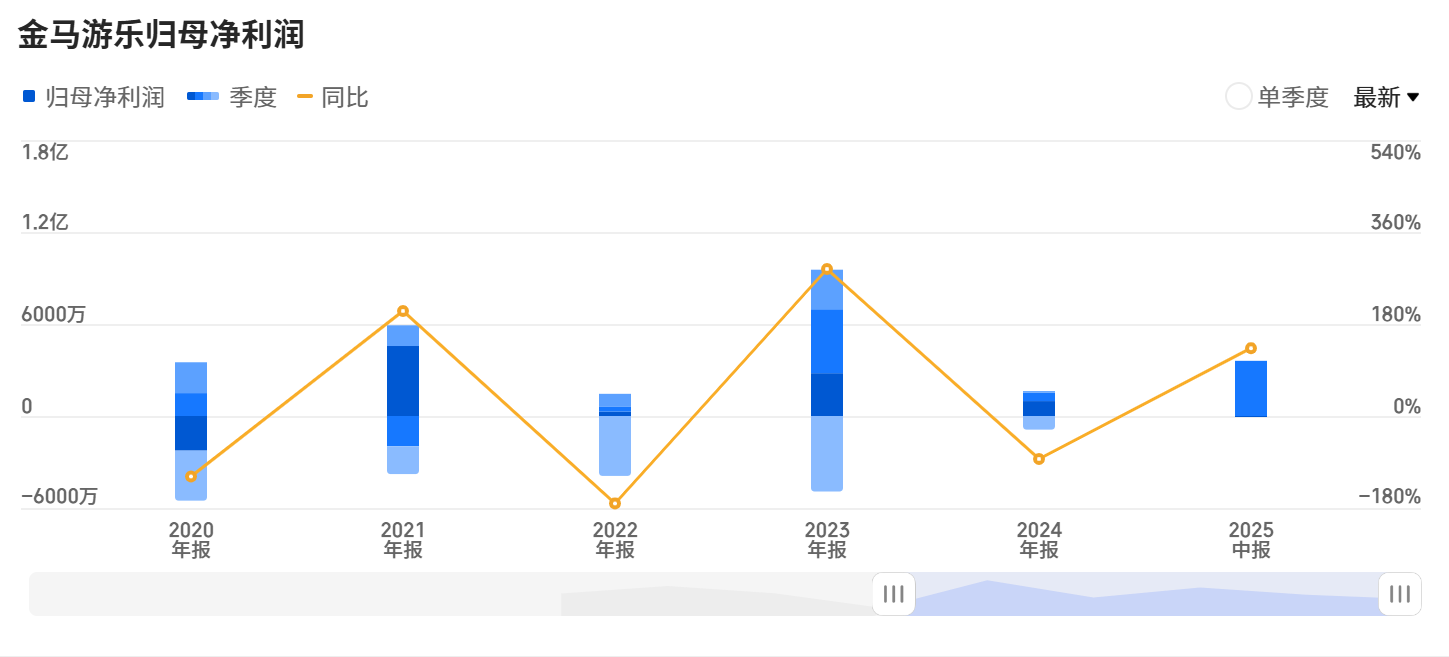 金马游乐归母净利润
归母净利润 季度 同比 单季度 最新
1.8亿 540%
1.2亿 360%
6000万 180%
0 0%
−6000万 −180%
2020 2021 2022 2023 2024 2025
年报 年报 年报 年报 年报 中报